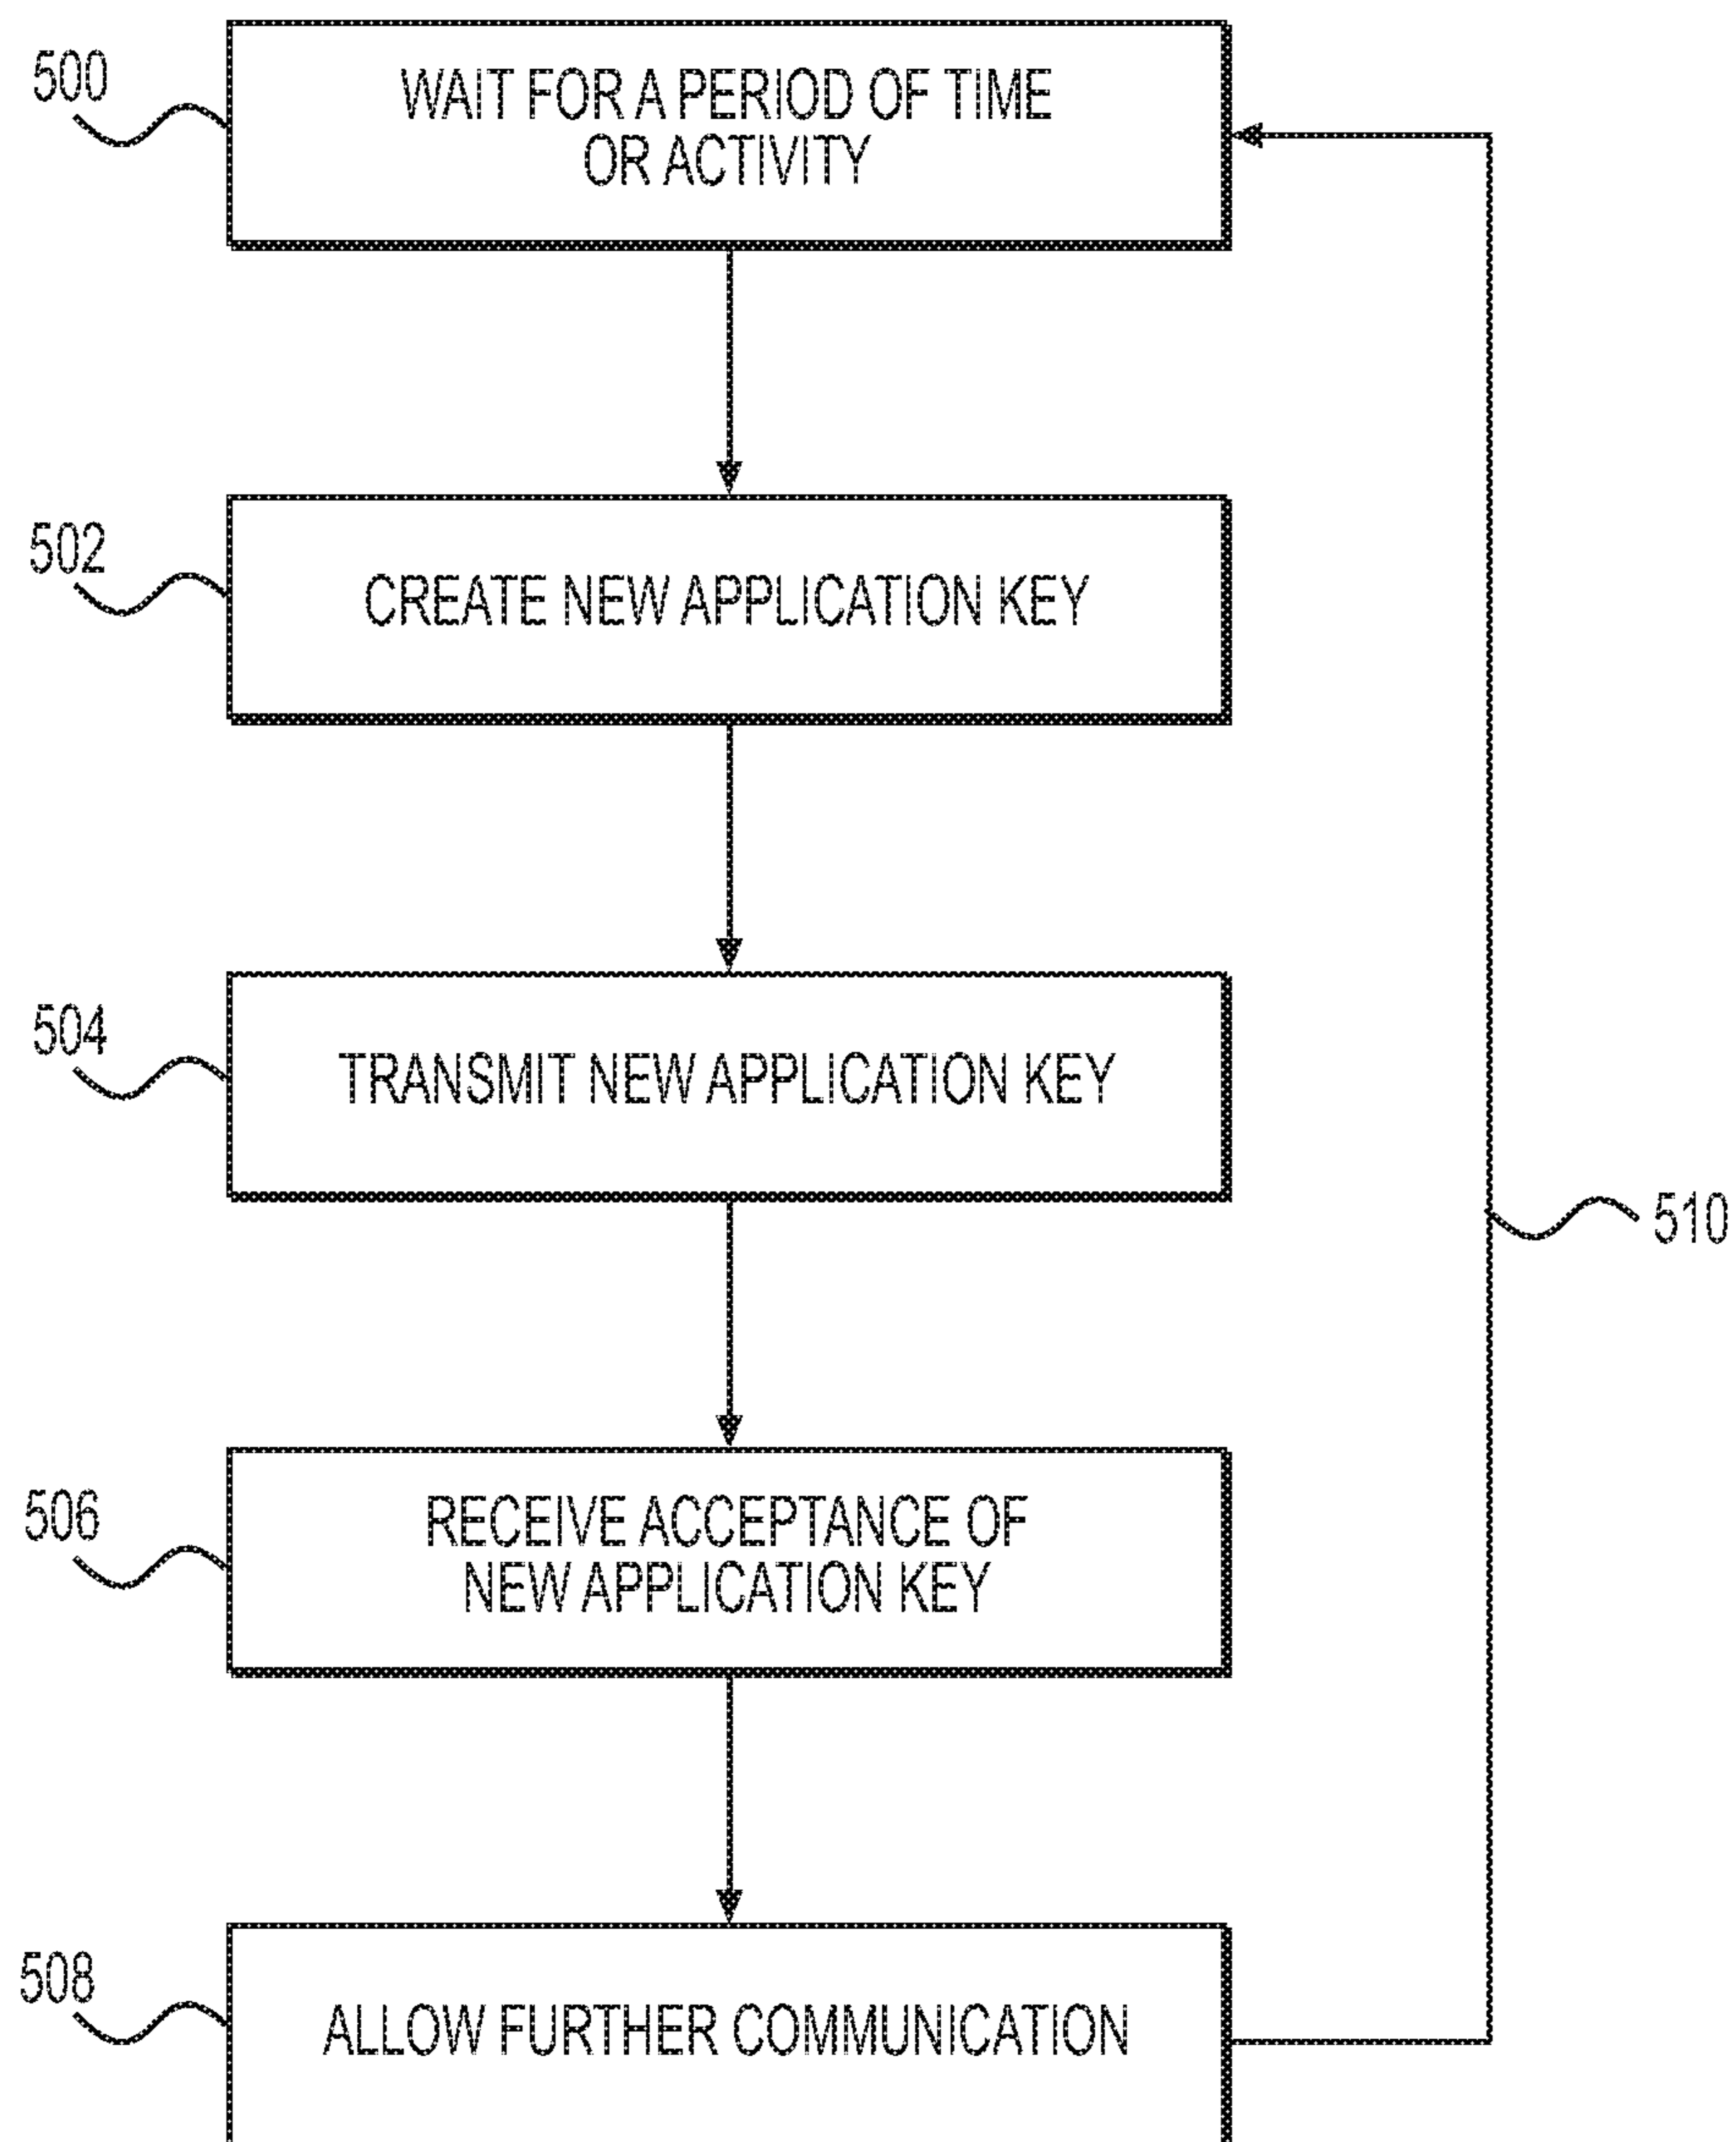 500
WAIT FOR A PERIOD OF TIME
OR ACTIVITY
502
CREATE NEW APPLICATION KEY
504
TRANSMIT NEW APPLICATION KEY
510
506
RECEIVE ACCEPTANCE OF
NEW APPLICATION KEY
508
ALLOW FURTHER COMMUNICATION